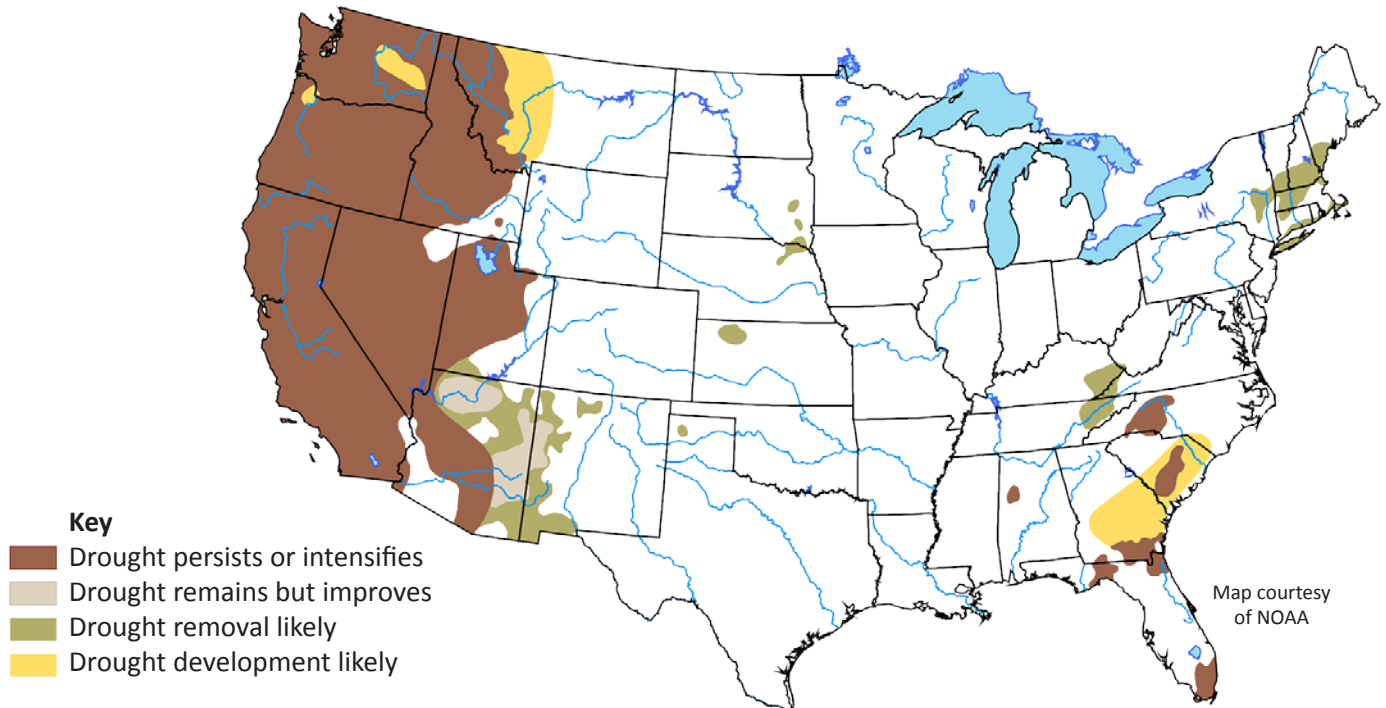 Key
Drought persists or intensifies
Drought remains but improves
Drought removal likely
Drought development likely
Map courtesy
of NOAA